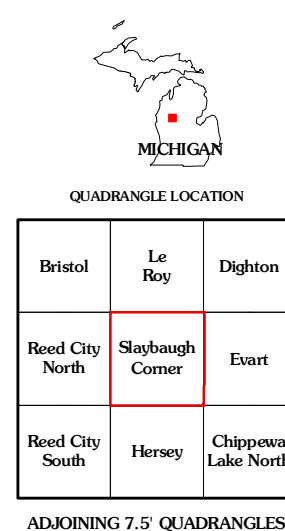 MICHIGAN
QUADRANGLE LOCATION
Bristol
Le
Roy
Dighton
Reed City
North
Slaybaugh
Corner
Evart
Reed City
South
Hersey
Chippewa
Lake North
ADJOINING 7.5' QUADRANGLES